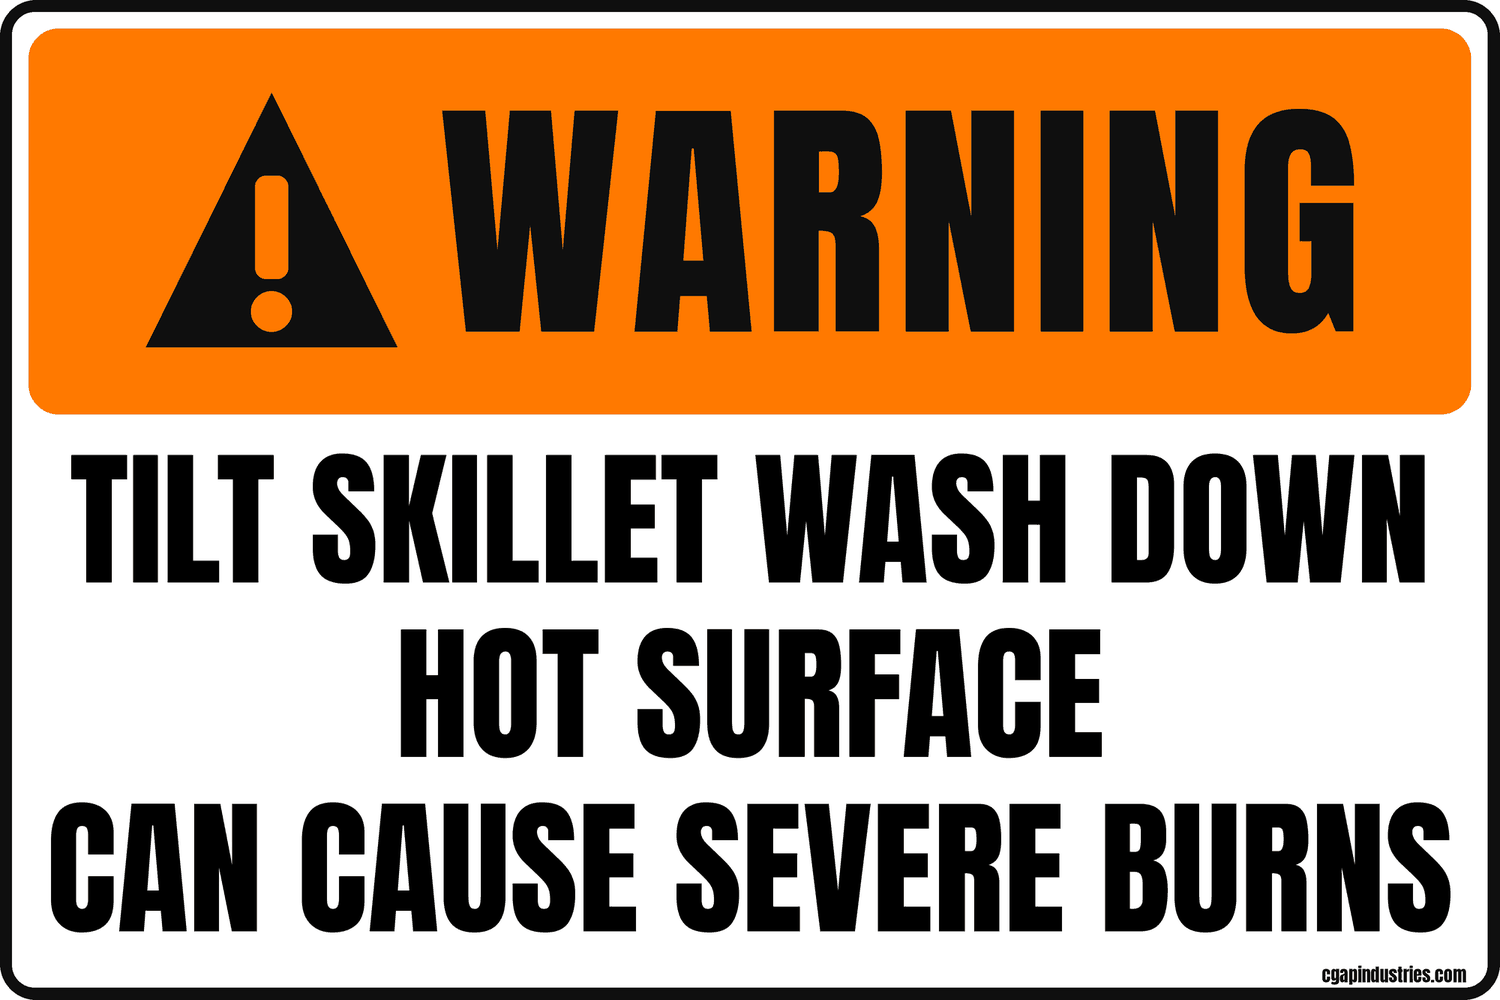 WARNING
TILT SKILLET WASH DOWN
HOT SURFACE
CAN CAUSE SEVERE BURNS
cgapindustries.com